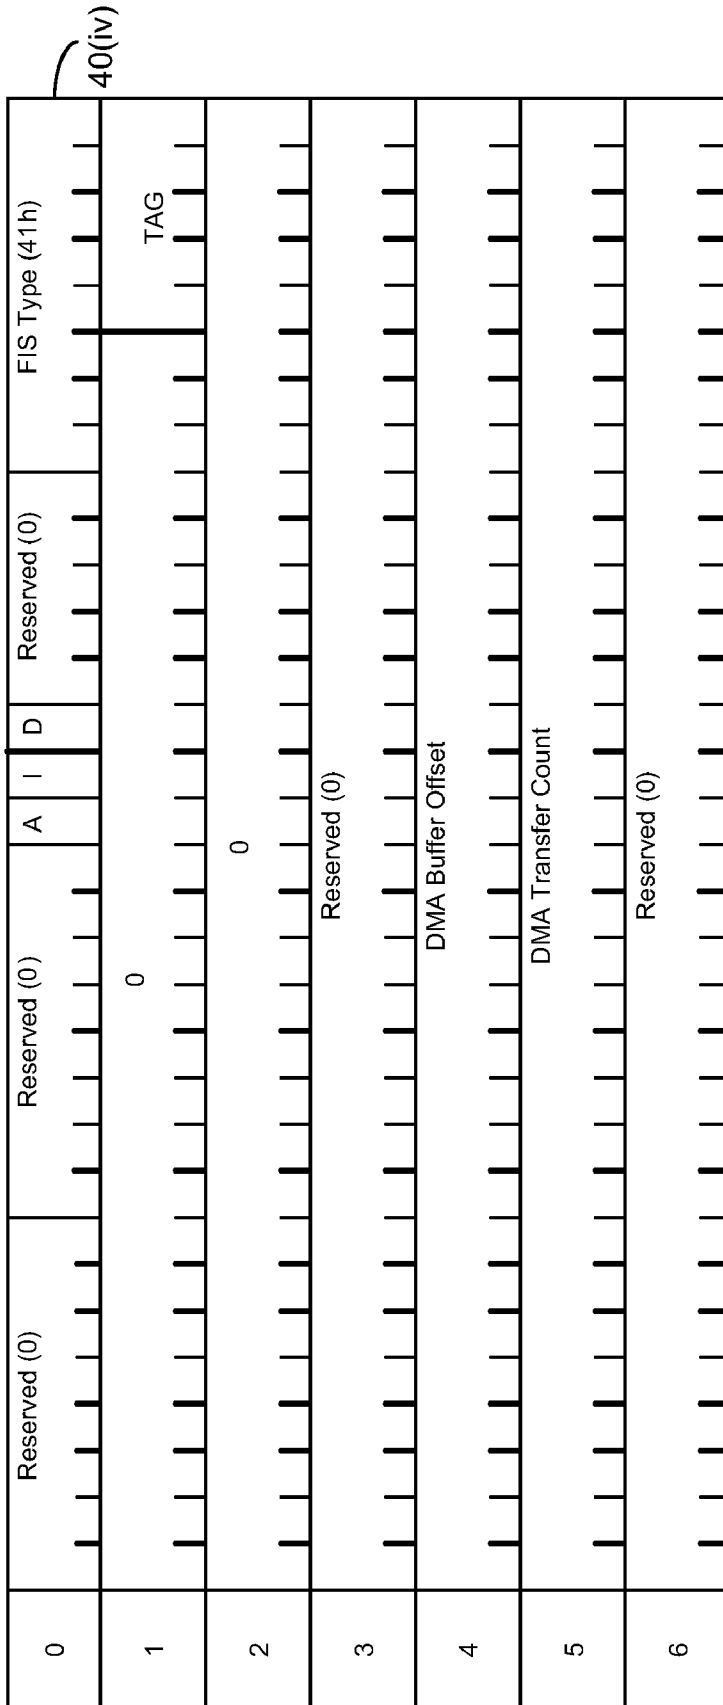 40(iv)
0 Reserved (0) Reserved (0) A I D Reserved (0) FIS Type (41h)
1 0 TAG
2 0
3 Reserved (0)
4 DMA Buffer Offset
5 DMA Transfer Count
6 Reserved (0)